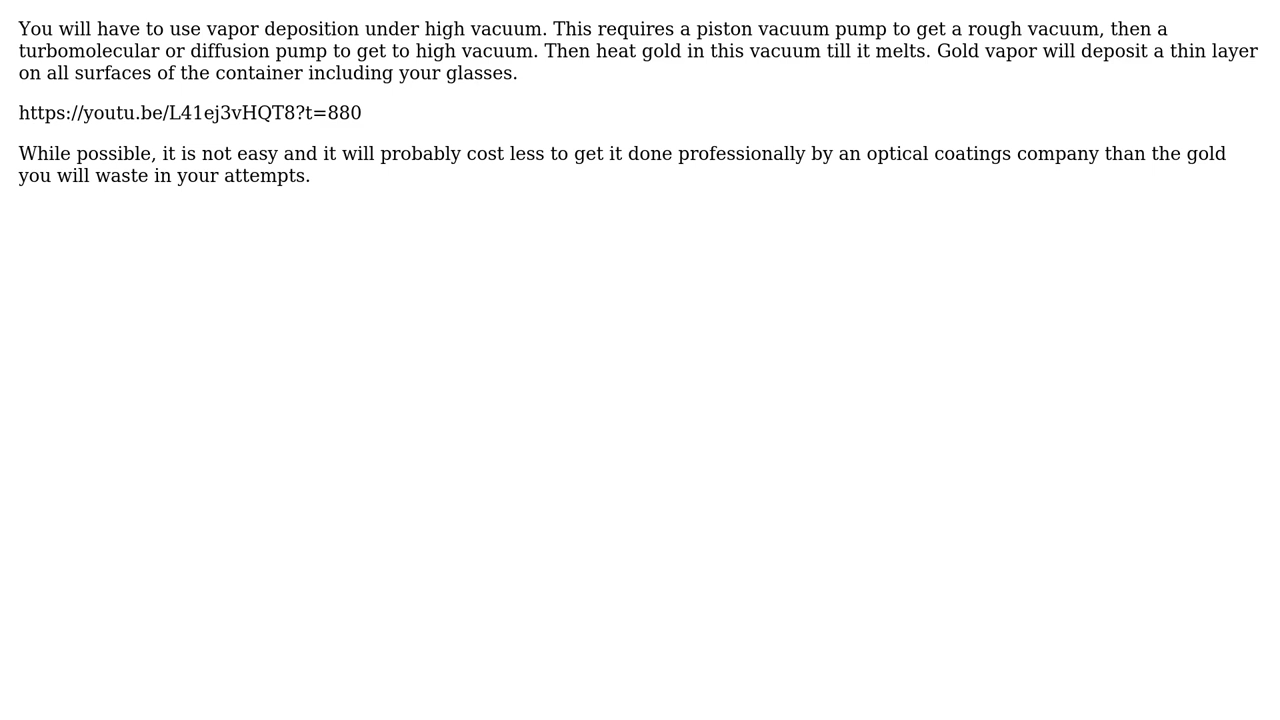 You will have to use vapor deposition under high vacuum. This requires a piston vacuum pump to get a rough vacuum, then a
turbomolecular or diffusion pump to get to high vacuum. Then heat gold in this vacuum till it melts. Gold vapor will deposit a thin layer
on all surfaces of the container including your glasses.
https://youtu.be/L41ej3vHQT8?t=880
While possible, it is not easy and it will probably cost less to get it done professionally by an optical coatings company than the gold
you will waste in your attempts.